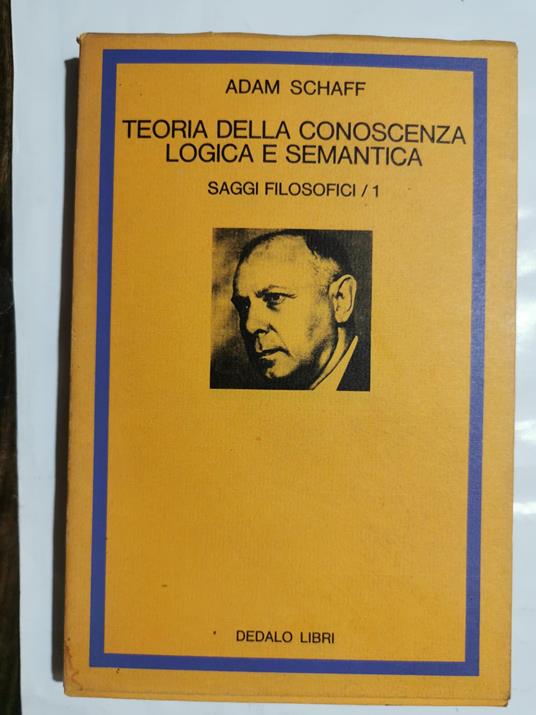 ADAM SCHAFF
TEORIA DELLA CONOSCENZA
LOGICA E SEMANTICA
SAGGI FILOSOFICI / 1
DEDALO LIBRI